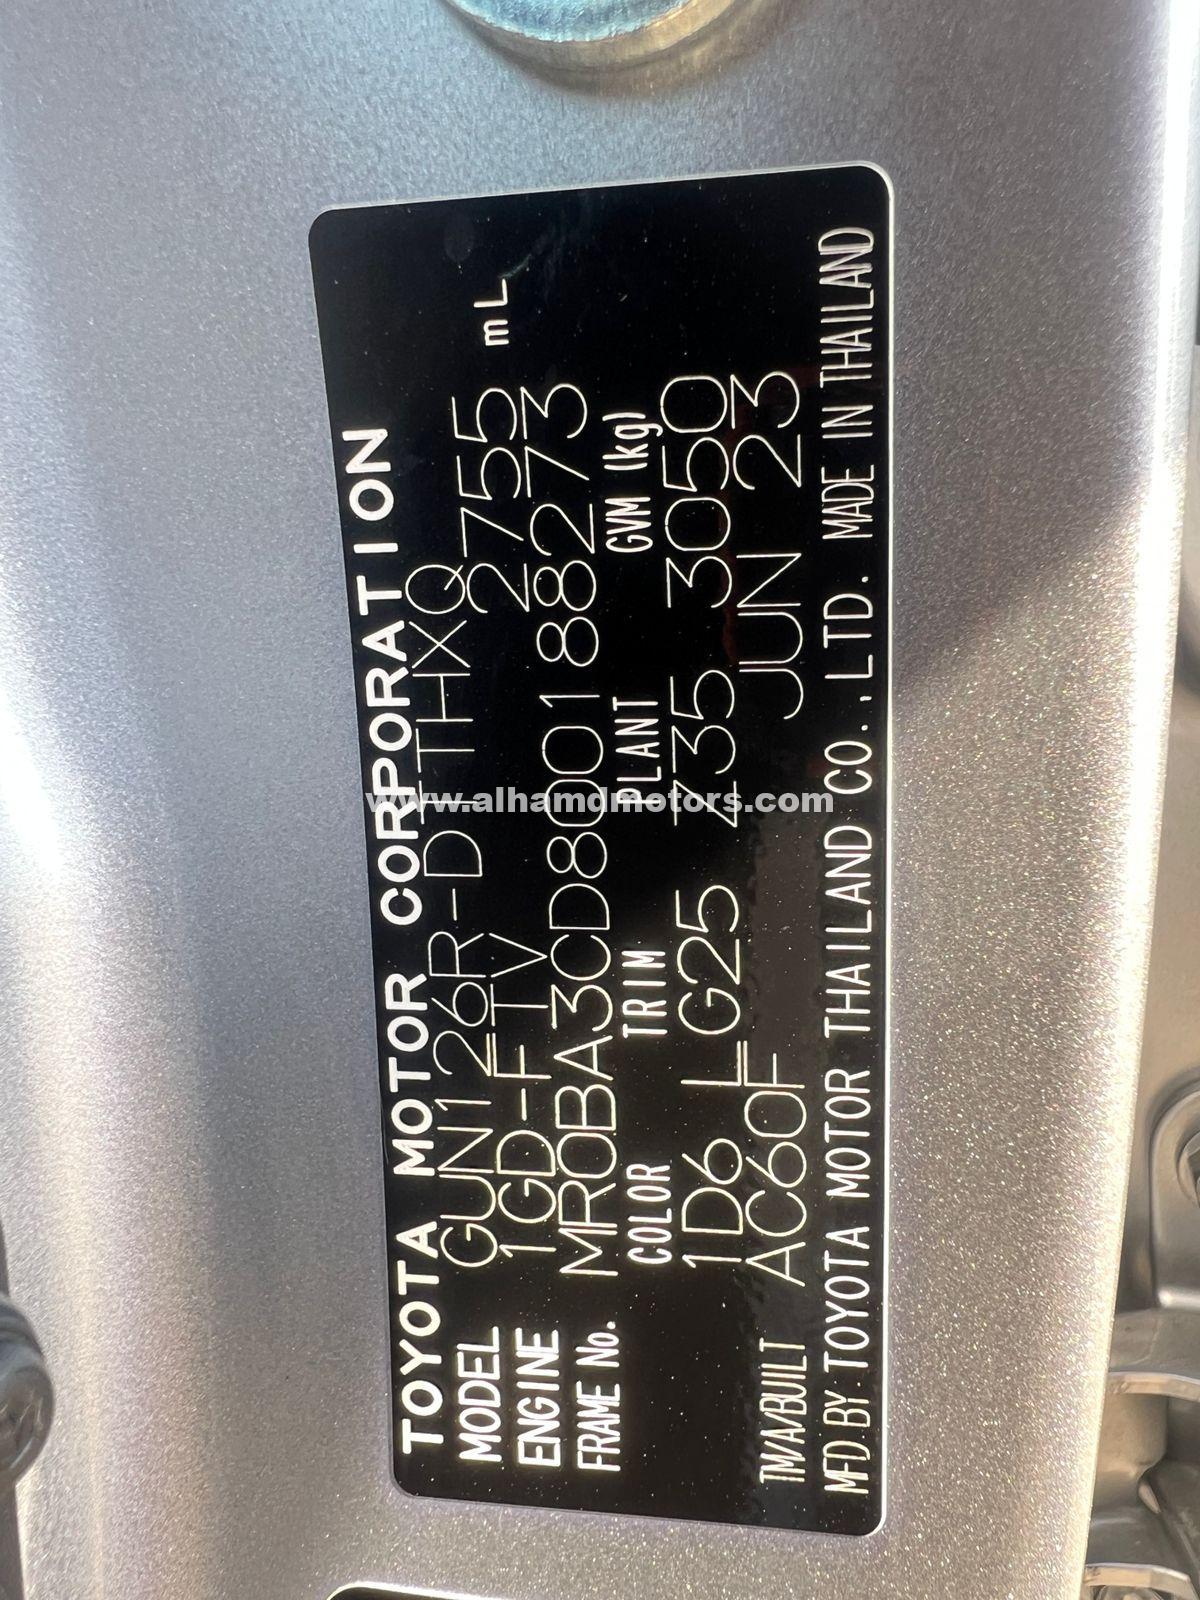 TOYOTA MOTOR CORPORATION
MODEL GUN126R-DTTHXQ
ENGINE 1GD-FTV 2755 mL
FRAME No. MR0BA3CD800188273
COLOR TRIM PLANT GVM (kg)
1D6 LG25 Z35 3050
TM/A/BUILT AC60F JUN 23
MFD BY TOYOTA MOTOR THAILAND CO.,LTD. MADE IN THAILAND
www.alhamdmotors.com